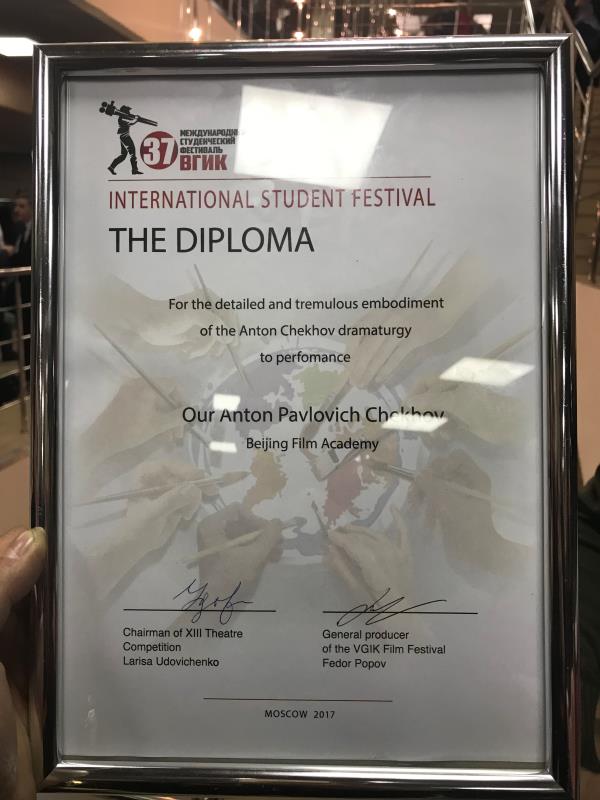 37
МЕЖДУНАРОДНЫЙ
СТУДЕНЧЕСКИЙ
ФЕСТИВАЛЬ
ВГИК
INTERNATIONAL STUDENT FESTIVAL
THE DIPLOMA
For the detailed and tremulous embodiment
of the Anton Chekhov dramaturgy
to perfomance
Our Anton Pavlovich Chekhov
Beijing Film Academy
Chairman of XIII Theatre
Competition
Larisa Udovichenko
General producer
of the VGIK Film Festival
Fedor Popov
MOSCOW 2017